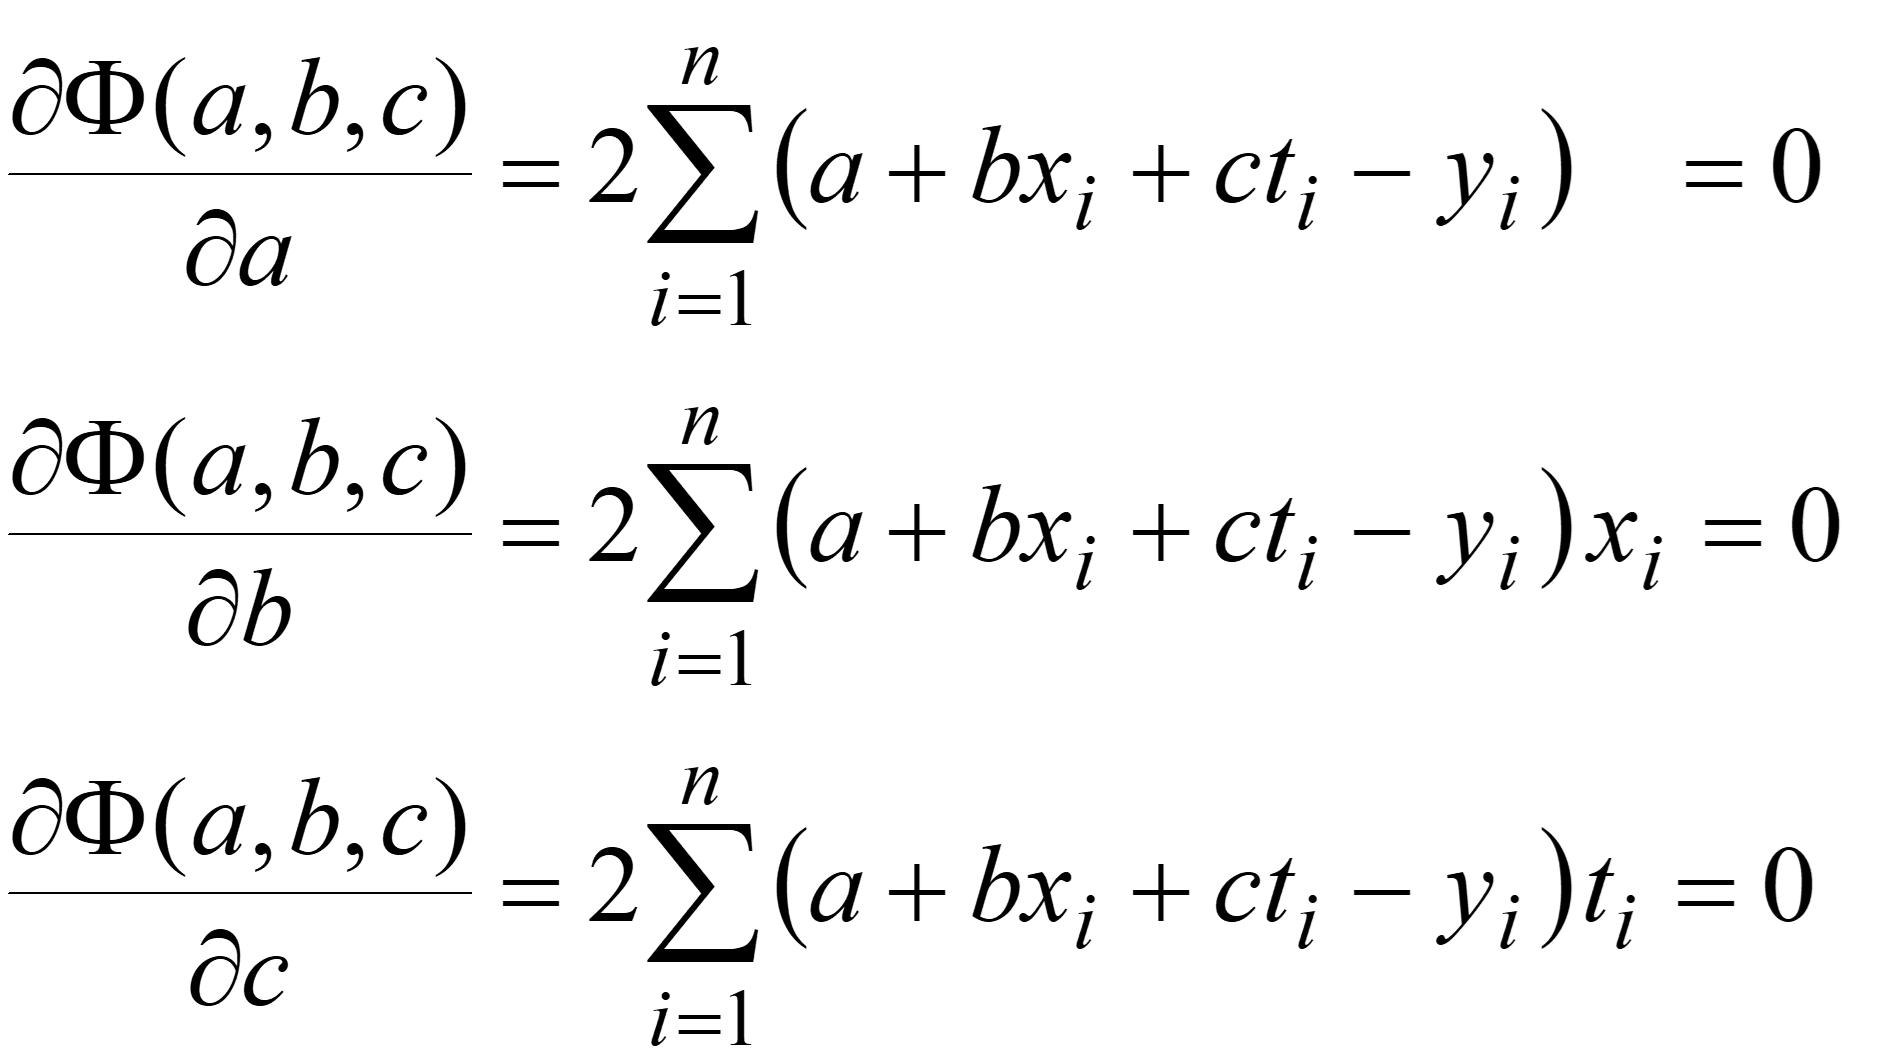 ∂Φ(a,b,c)/∂a = 2∑_{i=1}^{n}(a + bx_i + ct_i − y_i) = 0
∂Φ(a,b,c)/∂b = 2∑_{i=1}^{n}(a + bx_i + ct_i − y_i)x_i = 0
∂Φ(a,b,c)/∂c = 2∑_{i=1}^{n}(a + bx_i + ct_i − y_i)t_i = 0